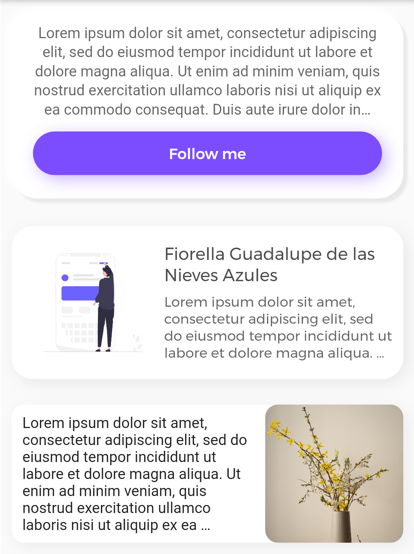 Lorem ipsum dolor sit amet, consectetur adipiscing
elit, sed do eiusmod tempor incididunt ut labore et
dolore magna aliqua. Ut enim ad minim veniam, quis
nostrud exercitation ullamco laboris nisi ut aliquip ex
ea commodo consequat. Duis aute irure dolor in...
Follow me
Fiorella Guadalupe de las
Nieves Azules
Lorem ipsum dolor sit amet,
consectetur adipiscing elit, sed
do eiusmod tempor incididunt ut
labore et dolore magna aliqua. ...
Lorem ipsum dolor sit amet,
consectetur adipiscing elit, sed do
eiusmod tempor incididunt ut
labore et dolore magna aliqua. Ut
enim ad minim veniam, quis
nostrud exercitation ullamco
laboris nisi ut aliquip ex ea ...